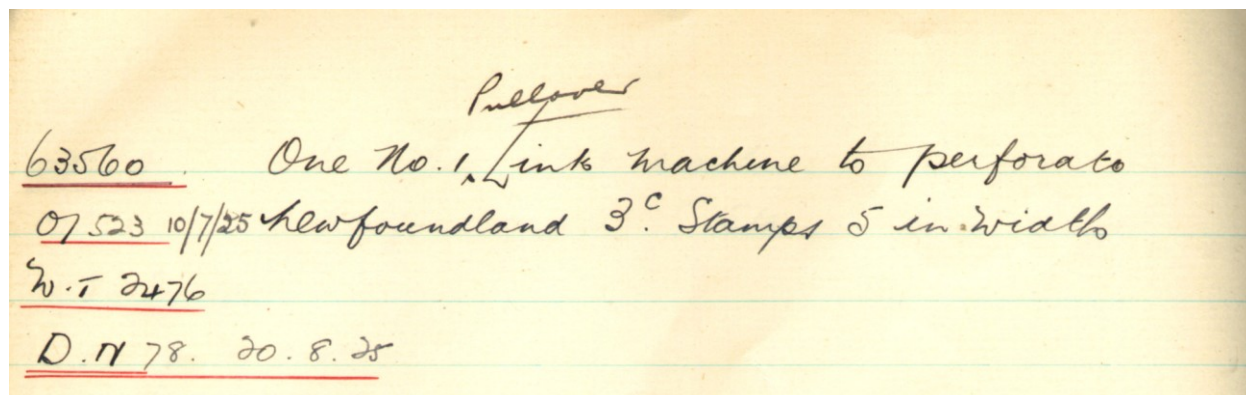 Pullover
63560. One No. 1 Link machine to perforate
O/ 523 10/7/25 Newfoundland 3c. Stamps 5 in width
W.T 2476
D.N 78. 20.8.25